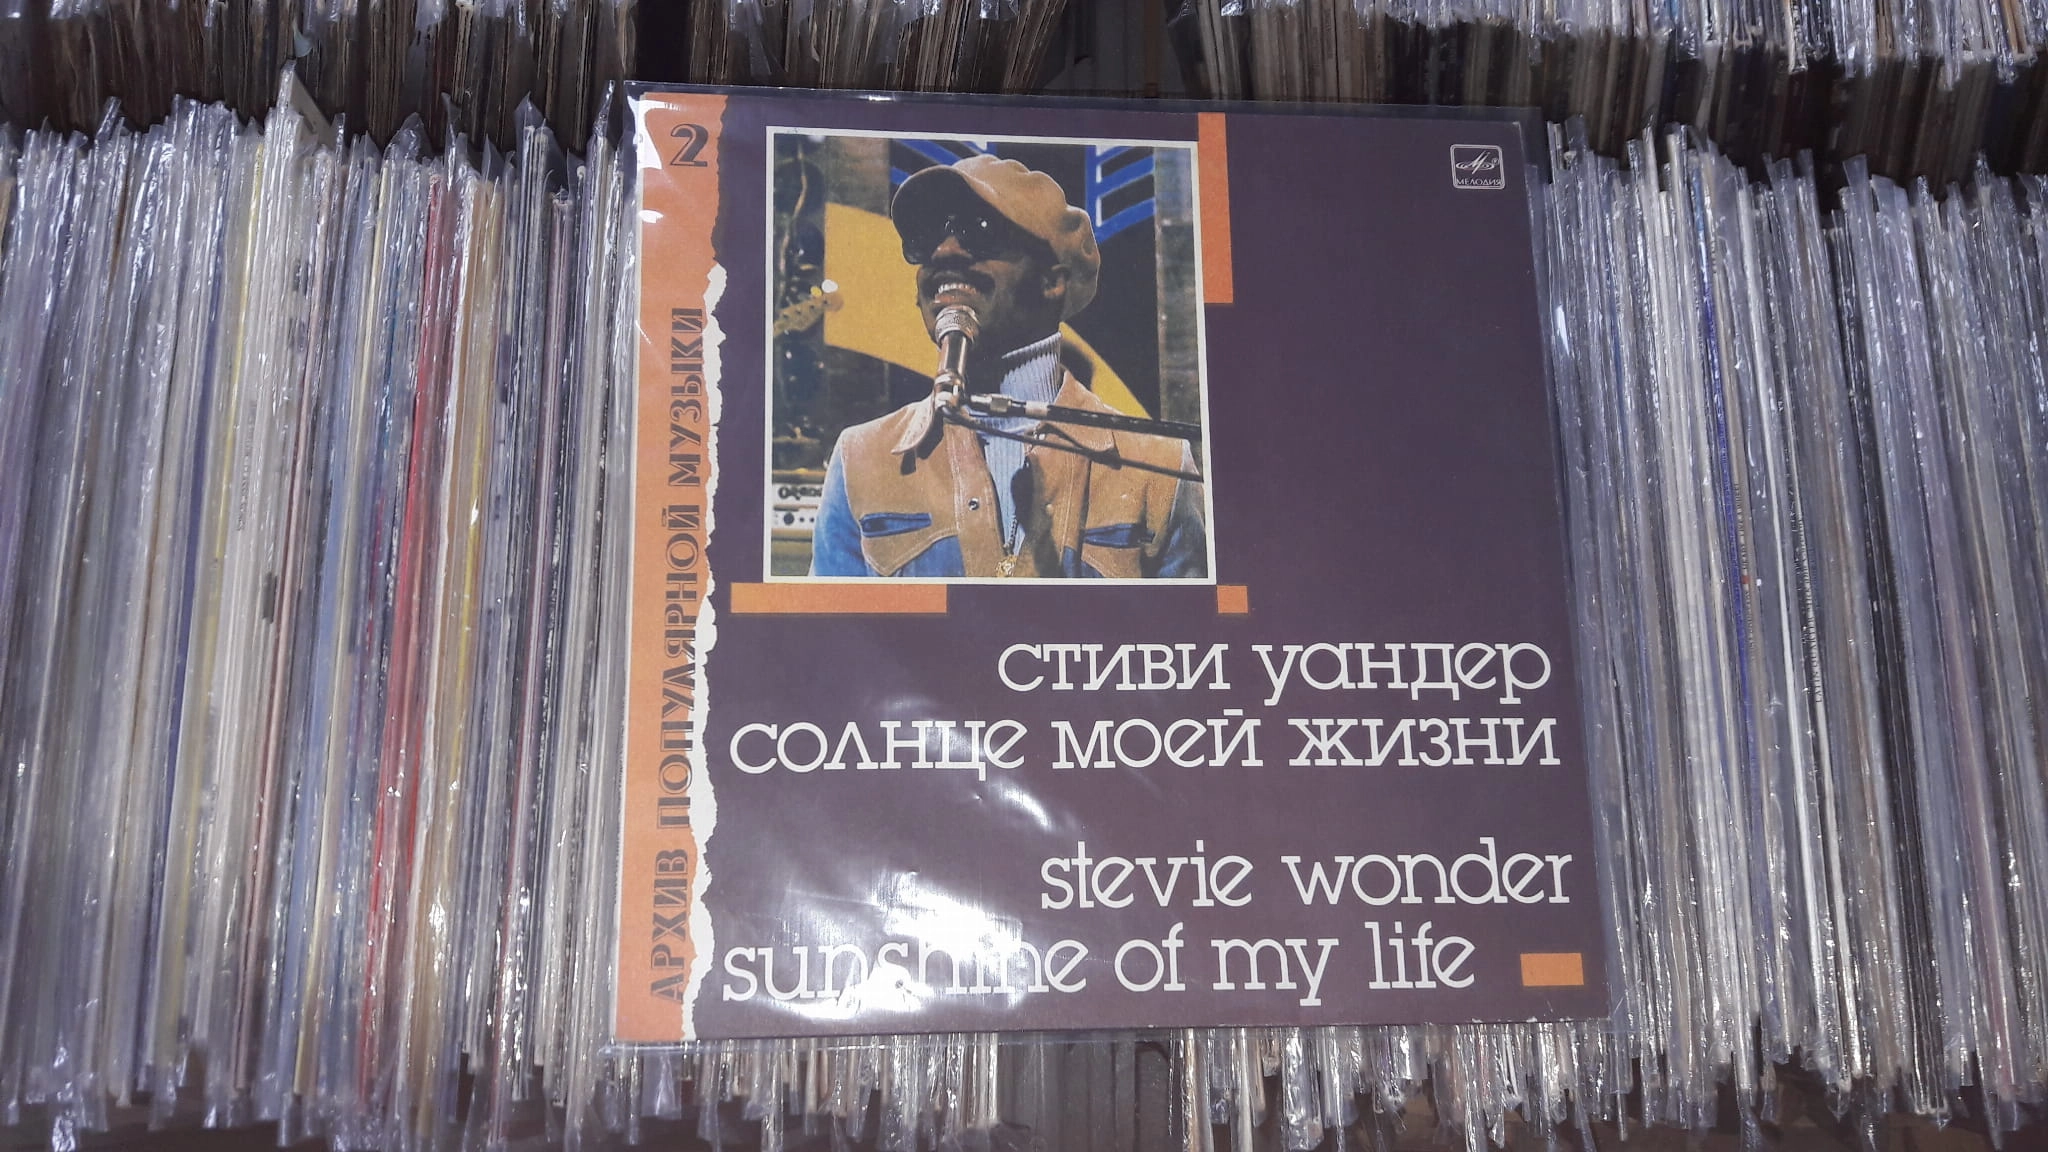 2
АРХИВ ПОПУЛЯРНОЙ МУЗЫКИ
МЕЛОДИЯ
стиви уандер
солнце моей жизни
stevie wonder
sunshine of my life